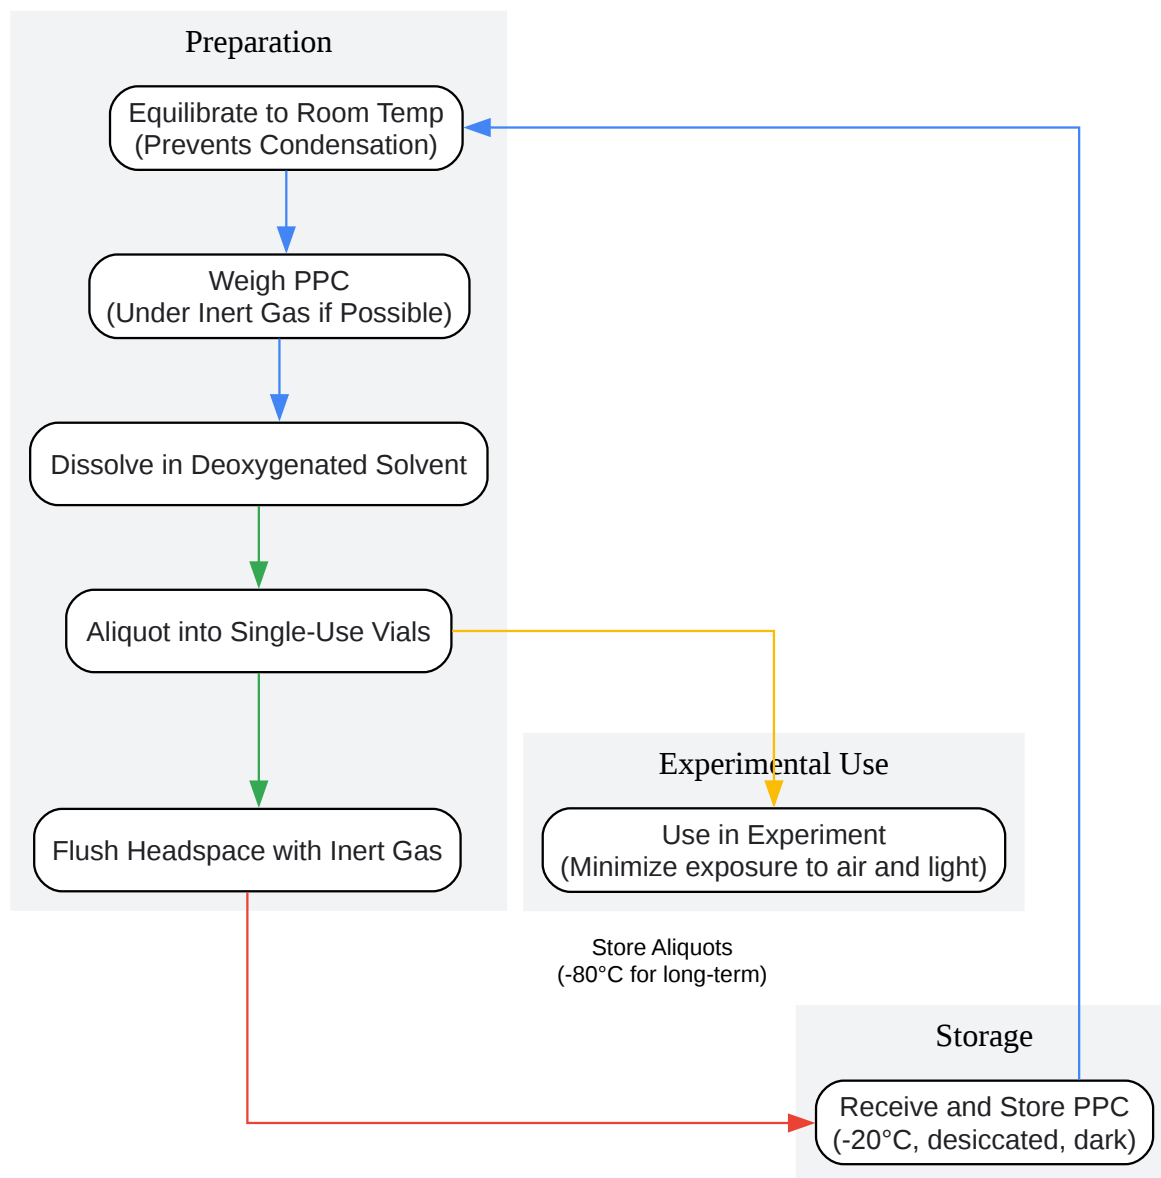 Preparation
Equilibrate to Room Temp
(Prevents Condensation)
Weigh PPC
(Under Inert Gas if Possible)
Dissolve in Deoxygenated Solvent
Aliquot into Single-Use Vials
Flush Headspace with Inert Gas
Experimental Use
Use in Experiment
(Minimize exposure to air and light)
Store Aliquots
(-80°C for long-term)
Storage
Receive and Store PPC
(-20°C, desiccated, dark)